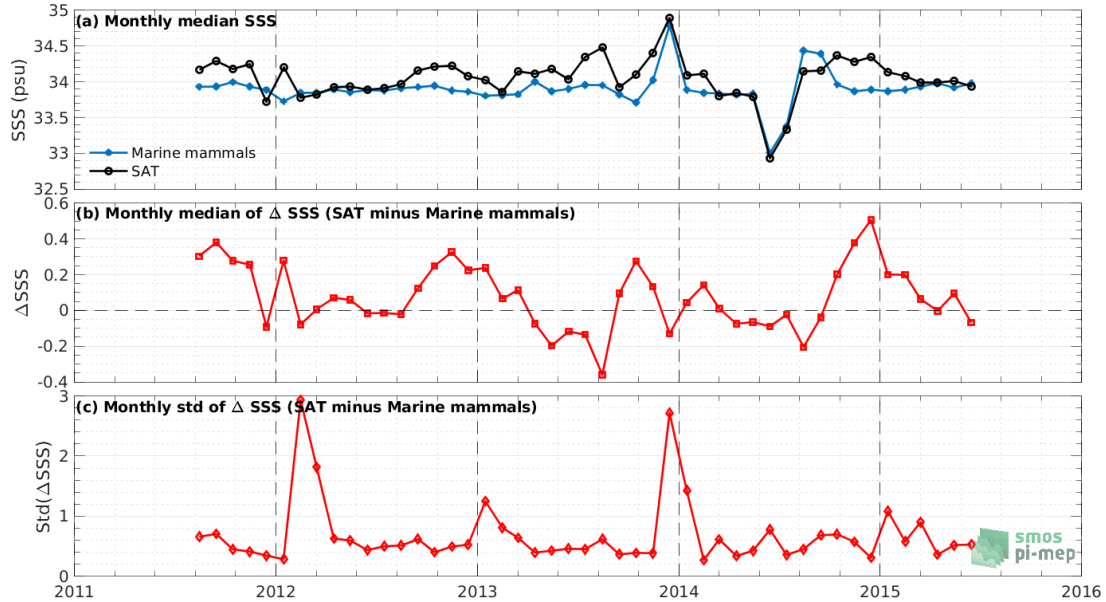 (a) Monthly median SSS
35
34.5
34
33.5
33
32.5
SSS (psu)
Marine mammals
SAT
(b) Monthly median of Δ SSS (SAT minus Marine mammals)
0.6
0.4
0.2
0
-0.2
-0.4
ΔSSS
(c) Monthly std of Δ SSS (SAT minus Marine mammals)
3
2
1
0
Std(ΔSSS)
smos
pi-mep
2011 2012 2013 2014 2015 2016